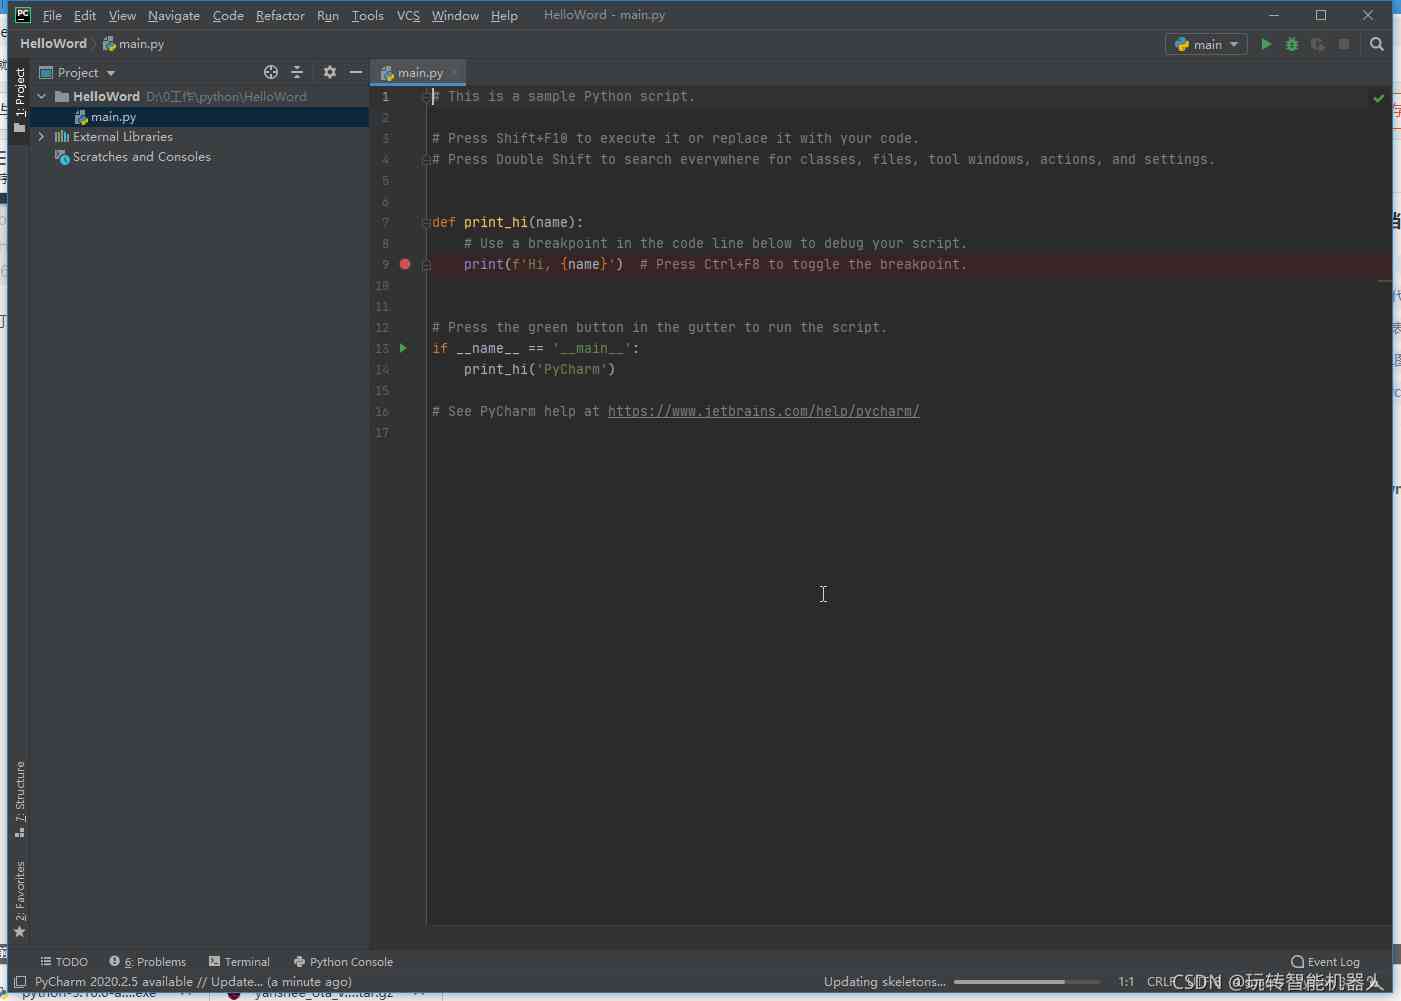 PC File Edit View Navigate Code Refactor Run Tools VCS Window Help HelloWord - main.py
HelloWord main.py main
1: Project
Project
main.py
HelloWord D:\0工作\python\HelloWord
main.py
External Libraries
Scratches and Consoles
1 # This is a sample Python script.
2
3 # Press Shift+F10 to execute it or replace it with your code.
4 # Press Double Shift to search everywhere for classes, files, tool windows, actions, and settings.
5
6
7 def print_hi(name):
8 # Use a breakpoint in the code line below to debug your script.
9 print(f'Hi, {name}') # Press Ctrl+F8 to toggle the breakpoint.
10
11
12 # Press the green button in the gutter to run the script.
13 if __name__ == '__main__':
14 print_hi('PyCharm')
15
16 # See PyCharm help at https://www.jetbrains.com/help/pycharm/
17
7: Structure
2: Favorites
TODO 6: Problems Terminal Python Console Event Log
PyCharm 2020.2.5 available // Update... (a minute ago) Updating skeletons... 1:1 CRLF
CSDN @玩转智能机器人